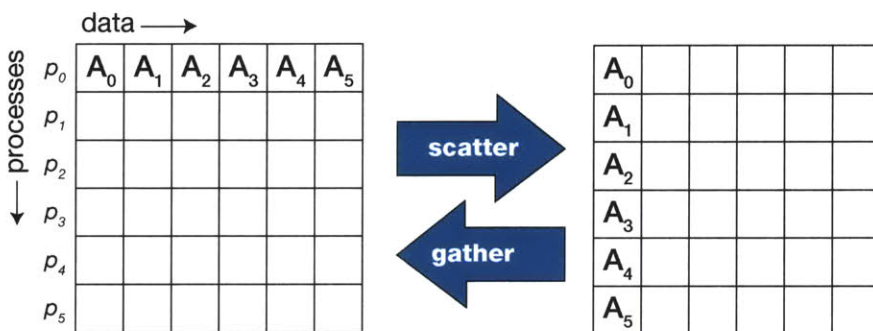 data
processes
p₀ A₀ A₁ A₂ A₃ A₄ A₅ A₀
p₁ A₁
p₂ scatter A₂
p₃ A₃
p₄ gather A₄
p₅ A₅